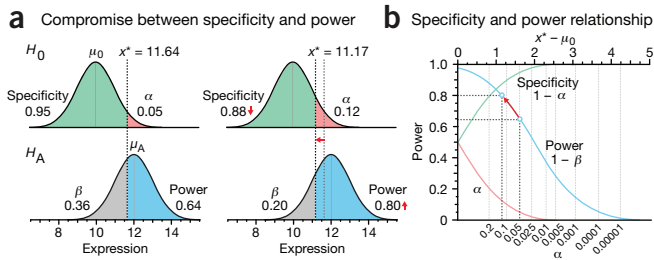 a Compromise between specificity and power
H0 μ0 x* = 11.64 x* = 11.17
Specificity α Specificity α
0.95 0.05 0.88 0.12
HA μA
β Power β Power
0.36 0.64 0.20 0.80
8 10 12 14 8 10 12 14
Expression Expression
b Specificity and power relationship
x* − μ0
0 1 2 3 4 5
1.0
0.8
0.6
0.4
0.2
0
Power
Specificity
1 − α
Power
1 − β
α
0.2 0.1 0.05 0.025 0.01 0.005 0.001 0.0001 0.00001
α